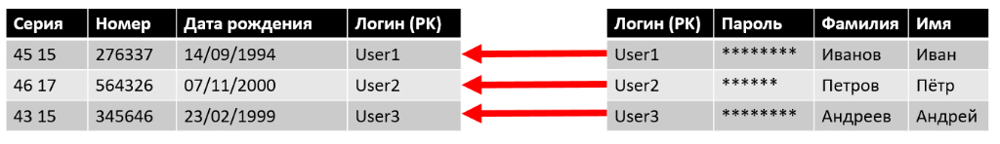 Серия Номер Дата рождения Логин (PK) Логин (PK) Пароль Фамилия Имя
45 15 276337 14/09/1994 User1 User1 ******** Иванов Иван
46 17 564326 07/11/2000 User2 User2 ****** Петров Пётр
43 15 345646 23/02/1999 User3 User3 ******** Андреев Андрей